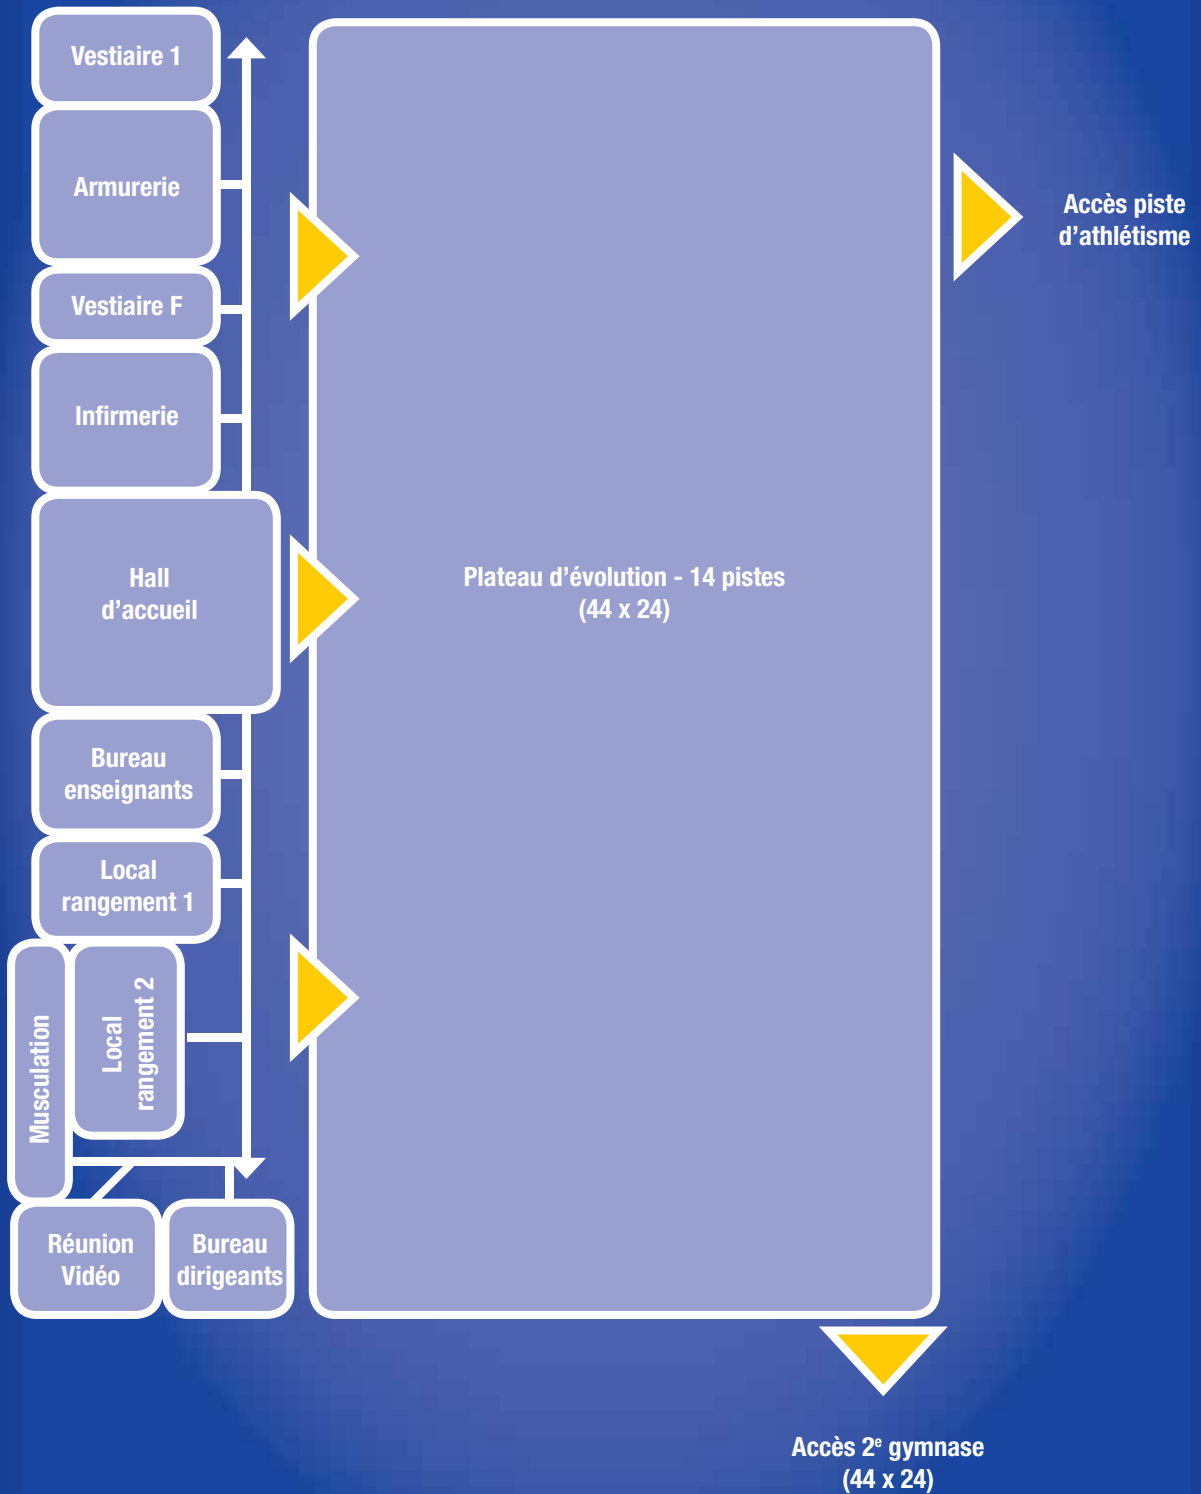 Vestiaire 1
Armurerie
Vestiaire F
Infirmerie
Hall
d'accueil
Bureau
enseignants
Local
rangement 1
Musculation
Local
rangement 2
Réunion
Vidéo
Bureau
dirigeants
Plateau d'évolution - 14 pistes
(44 x 24)
Accès piste
d'athlétisme
Accès 2e gymnase
(44 x 24)